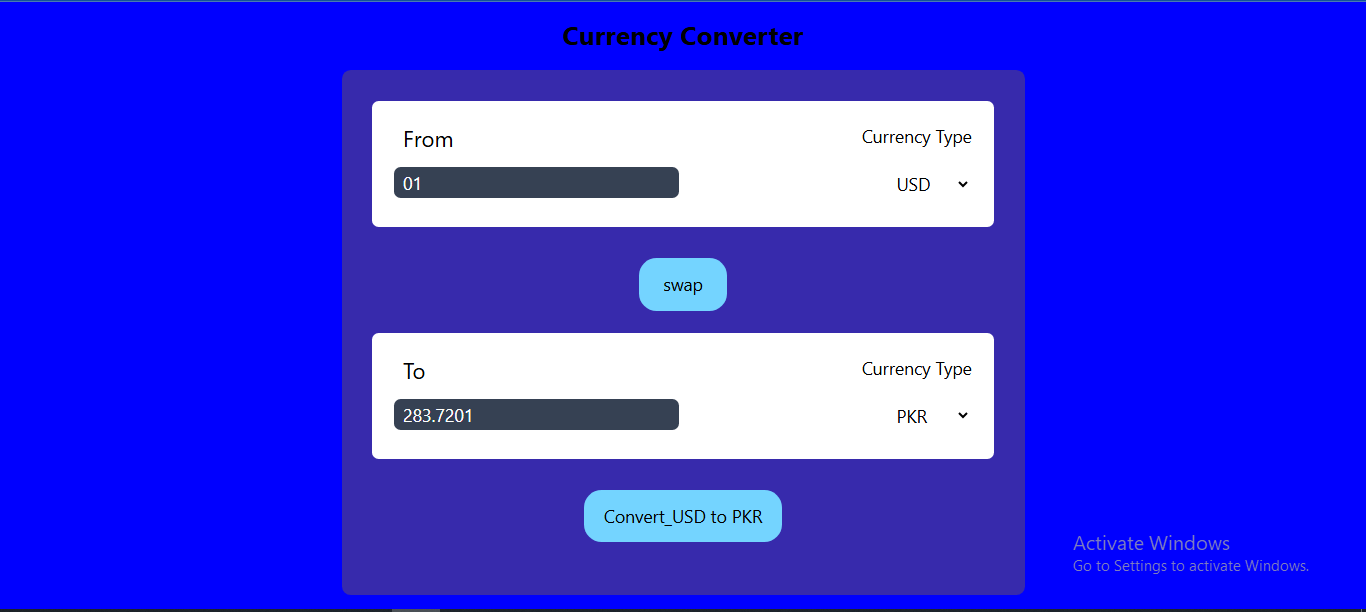 Currency Converter
From
Currency Type
01
USD
swap
To
Currency Type
283.7201
PKR
Convert_USD to PKR
Activate Windows
Go to Settings to activate Windows.